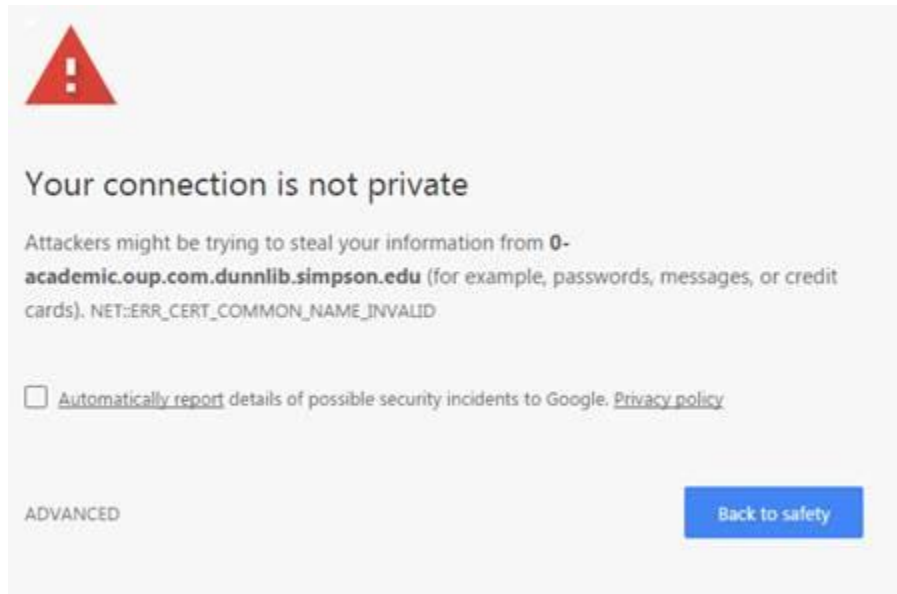 Your connection is not private
Attackers might be trying to steal your information from 0-
academic.oup.com.dunnlib.simpson.edu (for example, passwords, messages, or credit
cards). NET::ERR_CERT_COMMON_NAME_INVALID
Automatically report details of possible security incidents to Google. Privacy policy
ADVANCED
Back to safety